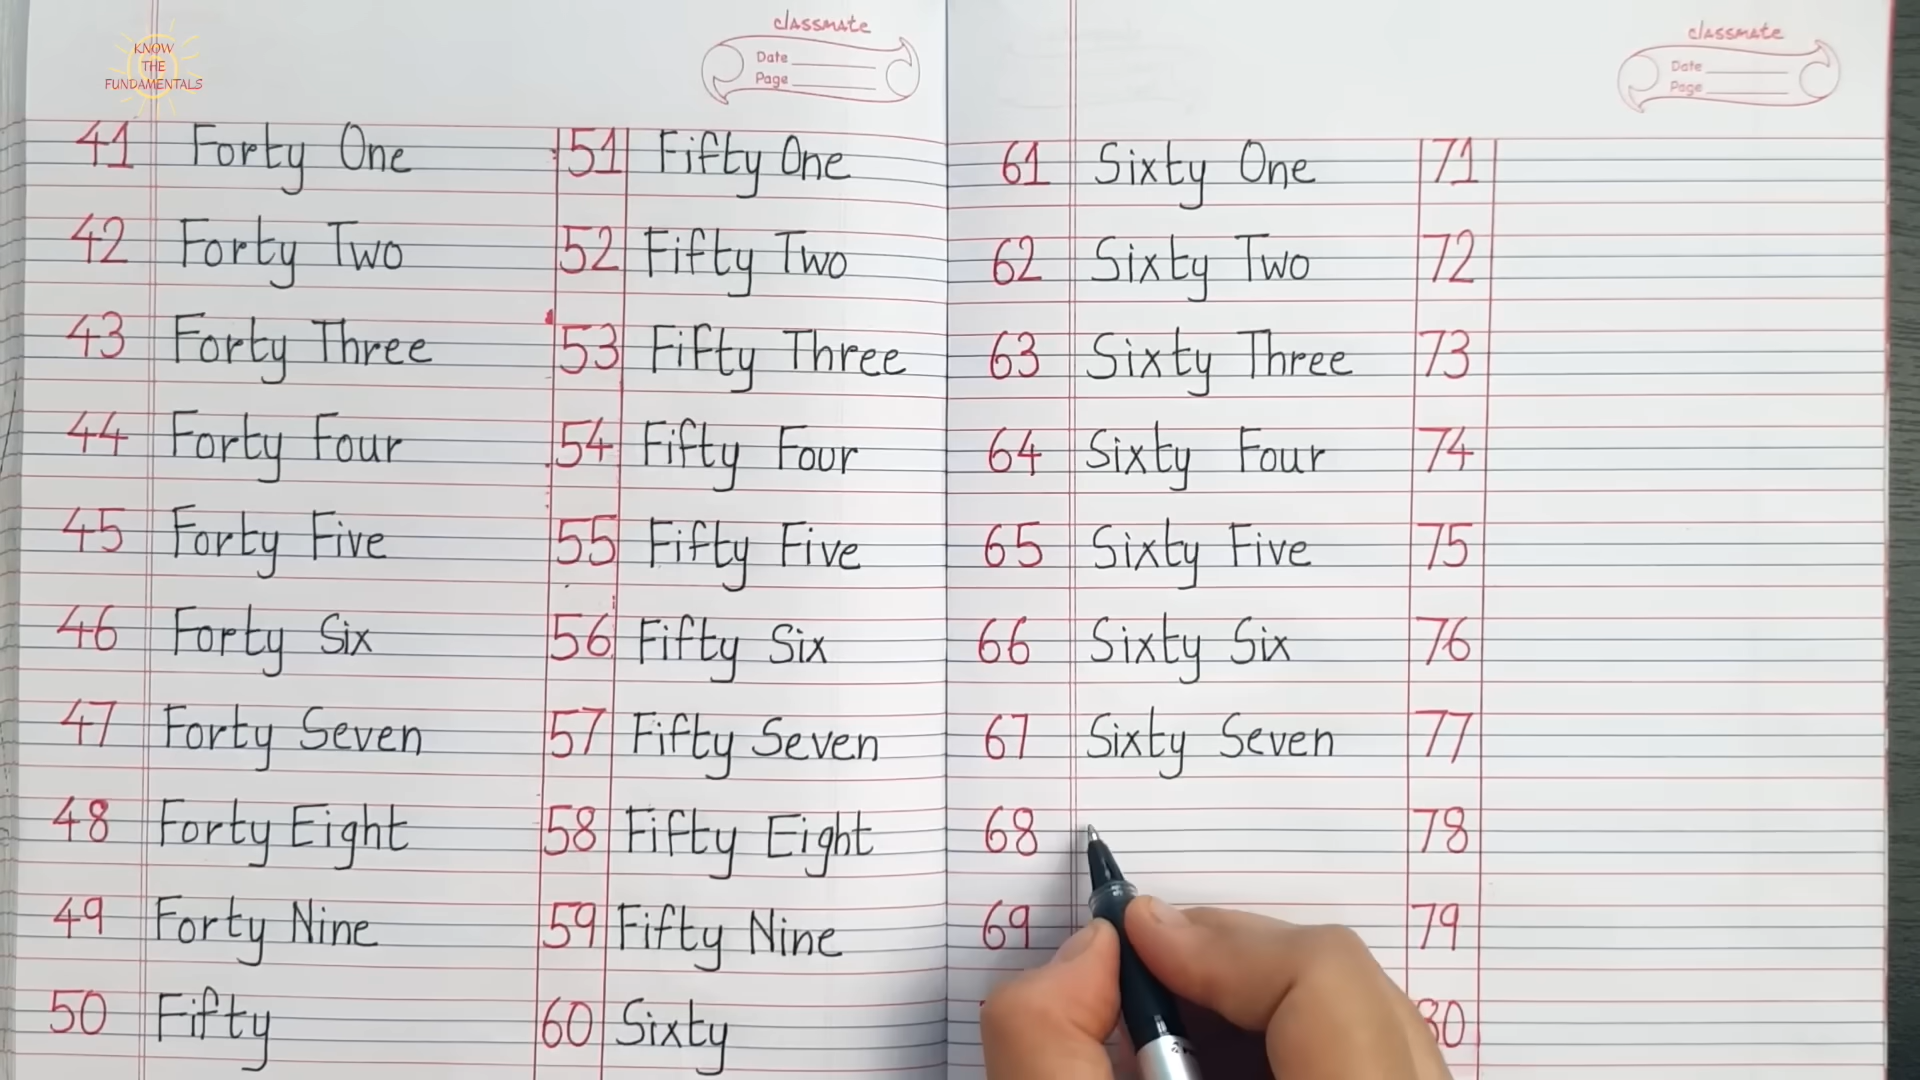 KNOW
THE
FUNDAMENTALS
classmate
Date
Page
classmate
Date
Page
41 Forty One
42 Forty Two
43 Forty Three
44 Forty Four
45 Forty Five
46 Forty Six
47 Forty Seven
48 Forty Eight
49 Forty Nine
50 Fifty
51 Fifty One
52 Fifty Two
53 Fifty Three
54 Fifty Four
55 Fifty Five
56 Fifty Six
57 Fifty Seven
58 Fifty Eight
59 Fifty Nine
60 Sixty
61 Sixty One
62 Sixty Two
63 Sixty Three
64 Sixty Four
65 Sixty Five
66 Sixty Six
67 Sixty Seven
68
69
71
72
73
74
75
76
77
78
79
80